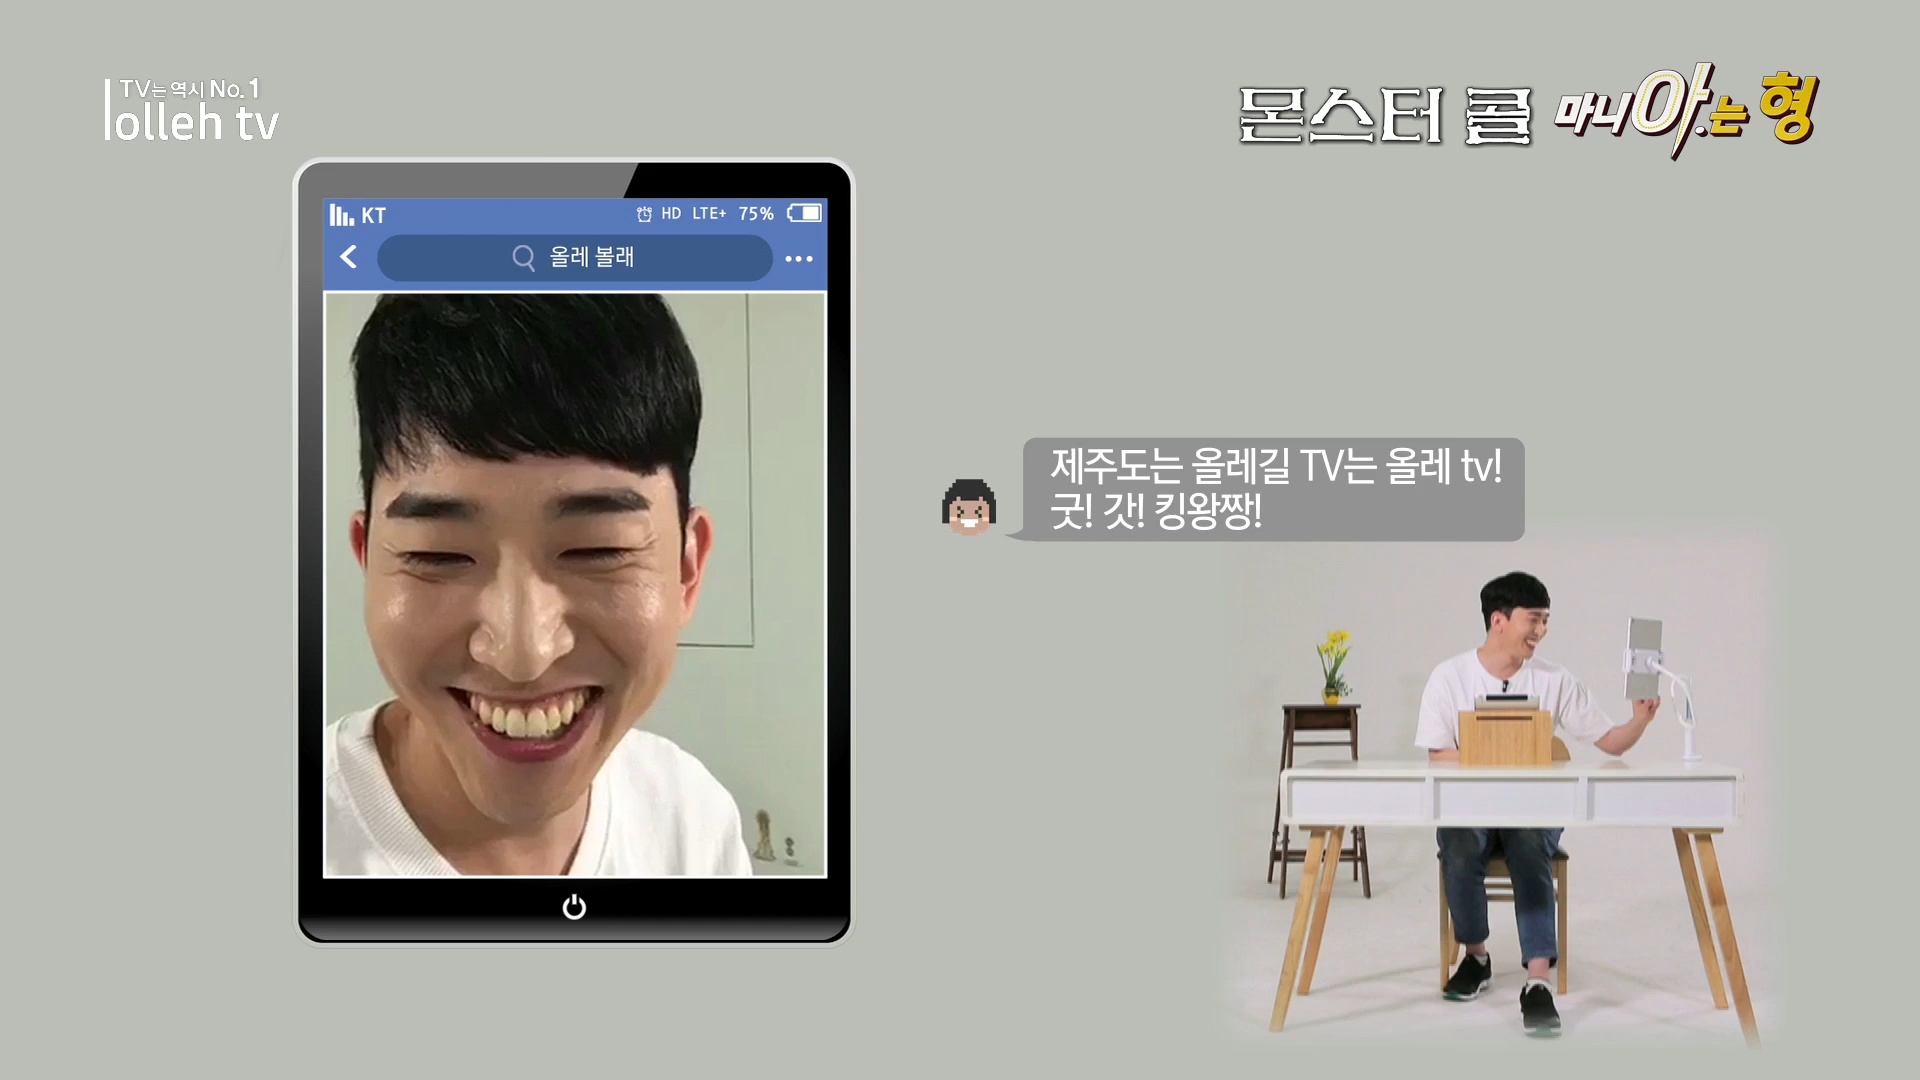 TV는 역시 No.1
olleh tv
몬스터 콜 마니아는 형
KT HD LTE+ 75%
올레 볼래
제주도는 올레길 TV는 올레 tv!
굿! 갓! 킹왕짱!